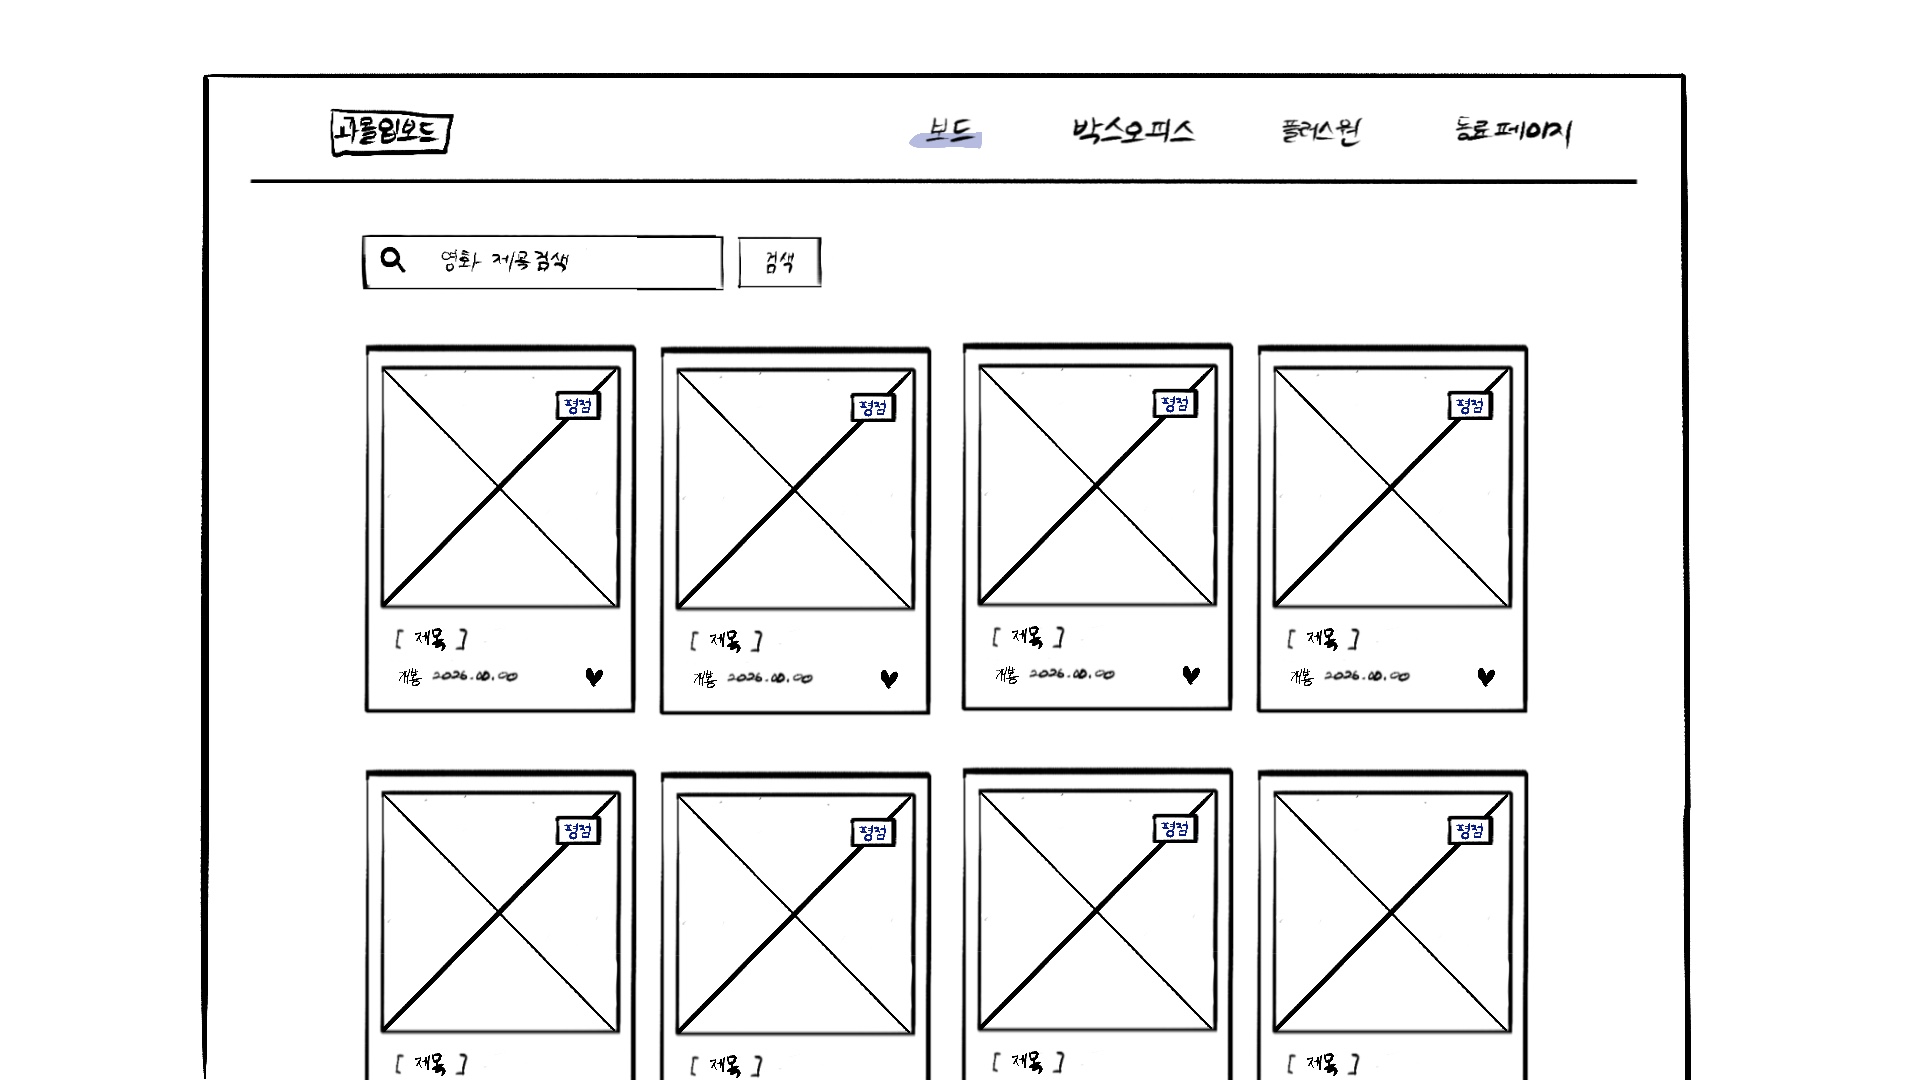 과몰입보드 보드 박스오피스 플러스원 동료페이지
영화 제목검색 검색
평점 평점 평점 평점
[ 제목 ] [ 제목 ] [ 제목 ] [ 제목 ]
개봉 2026.00.00 개봉 2026.00.00 개봉 2026.00.00 개봉 2026.00.00
평점 평점 평점 평점
[ 제목 ] [ 제목 ] [ 제목 ] [ 제목 ]